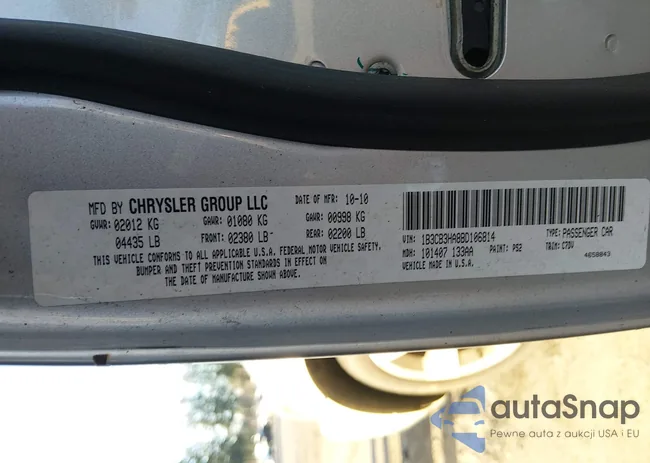 MFD BY CHRYSLER GROUP LLC
DATE OF MFR: 10-10
GVWR: 02012 KG
GAWR: 01080 KG
GAWR: 00998 KG
04435 LB
FRONT: 02380 LB
REAR: 02200 LB
THIS VEHICLE CONFORMS TO ALL APPLICABLE U.S.A. FEDERAL MOTOR VEHICLE SAFETY,
BUMPER AND THEFT PREVENTION STANDARDS IN EFFECT ON
THE DATE OF MANUFACTURE SHOWN ABOVE.
VIN: 1B3CB3HA8BD106814
TYPE: PASSENGER CAR
MDH: 101407 133AA
PAINT: PS2
TRIM: C7DV
VEHICLE MADE IN U.S.A.
4658843
autaSnap
Pewne auta z aukcji USA i EU